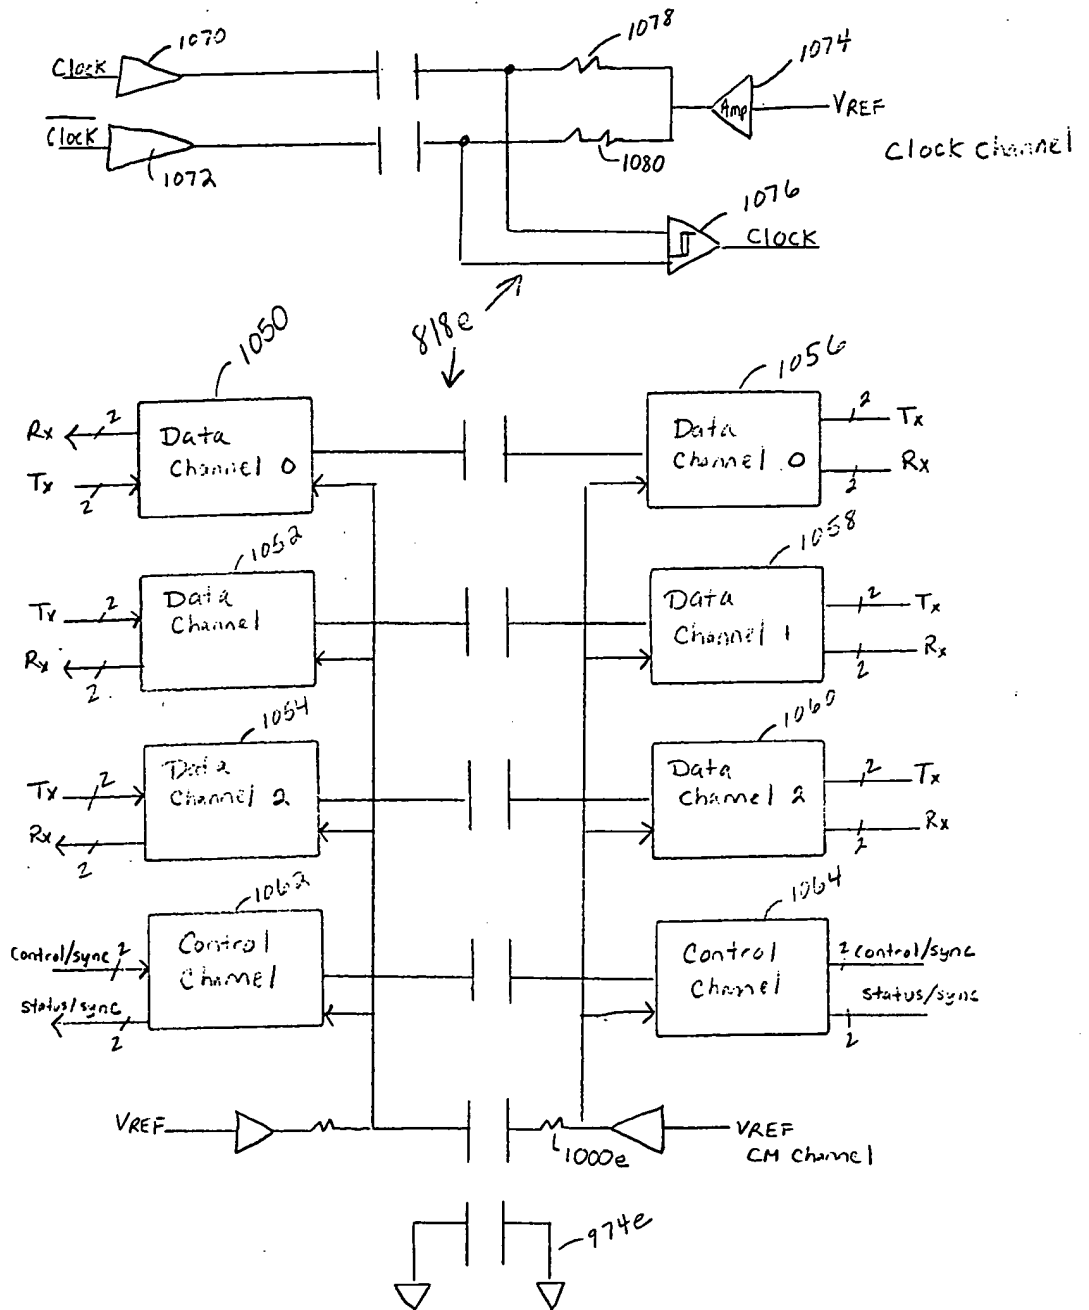 1078
1070
1074
Clock
Amp
VREF
Clock
1080
Clock Channel
1072
1076
Clock
818e
1050
1056
Rx
2
Data
Channel 0
Data
Channel 0
2
Tx
Tx
2
2
Rx
1052
1058
Tx
2
Data
Channel
Data
Channel 1
2
Tx
Rx
2
2
Rx
1054
1060
Tx
2
Data
Channel 2
Data
Channel 2
2
Tx
Rx
2
2
Rx
1062
1064
Control/sync
2
Control
Channel
Control
Channel
2
Control/sync
Status/sync
2
2
Status/sync
VREF
VREF
CM Channel
1000e
974e